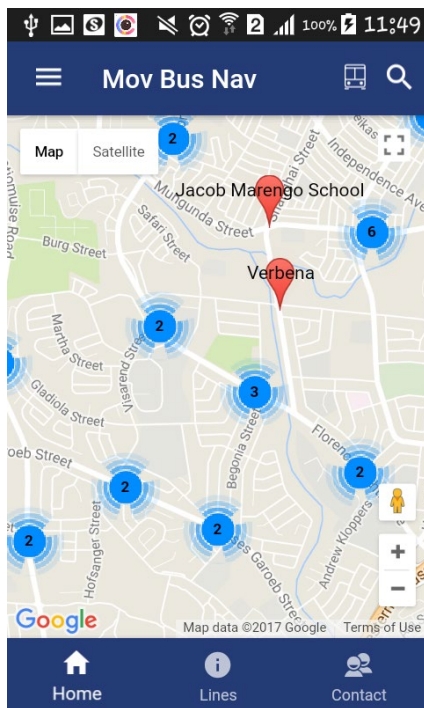 2 100% 11:49
Mov Bus Nav
Map Satellite
2
Independence Ave
Mungunda Street
Jacob Marengo School
Safari Street
6
Burg Street
Verbena
2
Martha Street
Visarend Street
3
Gladiola Street
Begonia Street
2
2
2
2
Hofsanger Street
Andrew Kloppers Street
Google
Map data ©2017 Google Terms of Use
Home Lines Contact